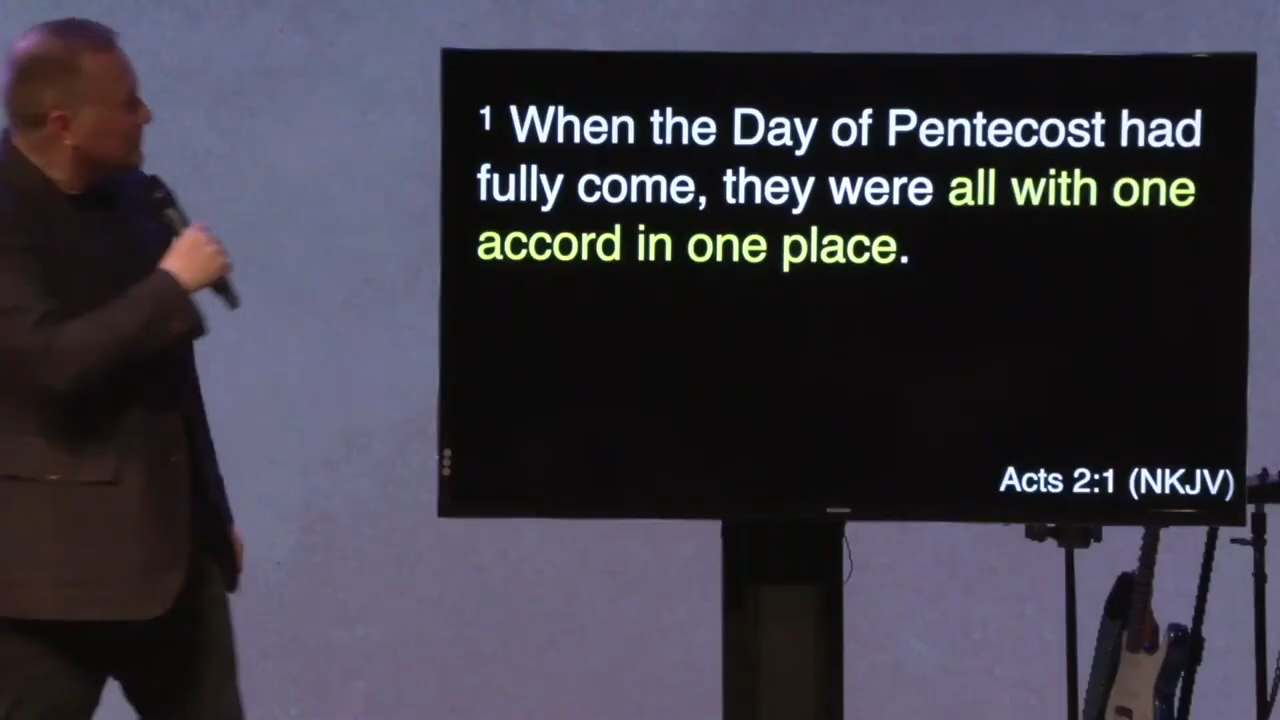 ¹ When the Day of Pentecost had
fully come, they were all with one
accord in one place.
Acts 2:1 (NKJV)